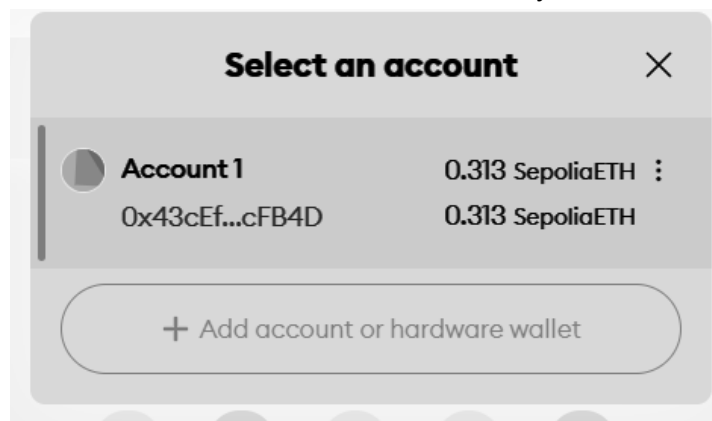 Select an account
Account 1 0.313 SepoliaETH
0x43cEf...cFB4D 0.313 SepoliaETH
+ Add account or hardware wallet